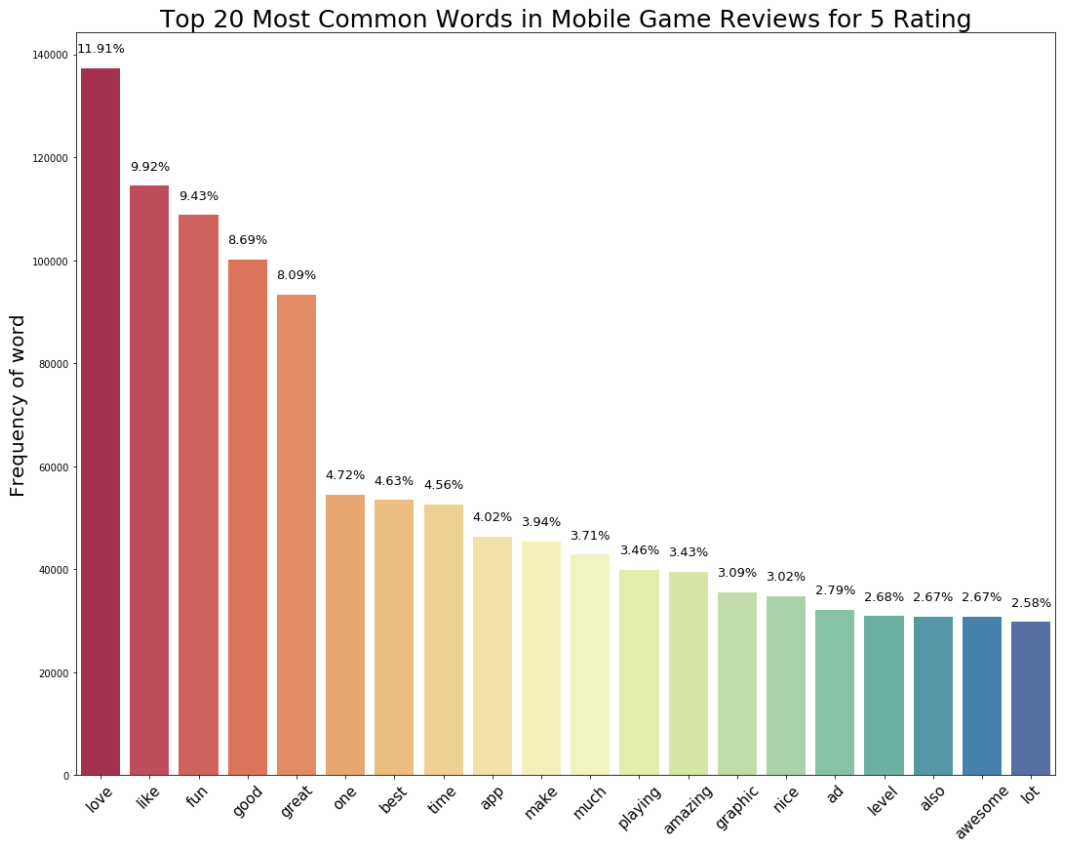 Top 20 Most Common Words in Mobile Game Reviews for 5 Rating
Frequency of word
140000
120000
100000
80000
60000
40000
20000
0
11.91%
9.92%
9.43%
8.69%
8.09%
4.72%
4.63%
4.56%
4.02%
3.94%
3.71%
3.46%
3.43%
3.09%
3.02%
2.79%
2.68%
2.67%
2.67%
2.58%
love
like
fun
good
great
one
best
time
app
make
much
playing
amazing
graphic
nice
ad
level
also
awesome
lot